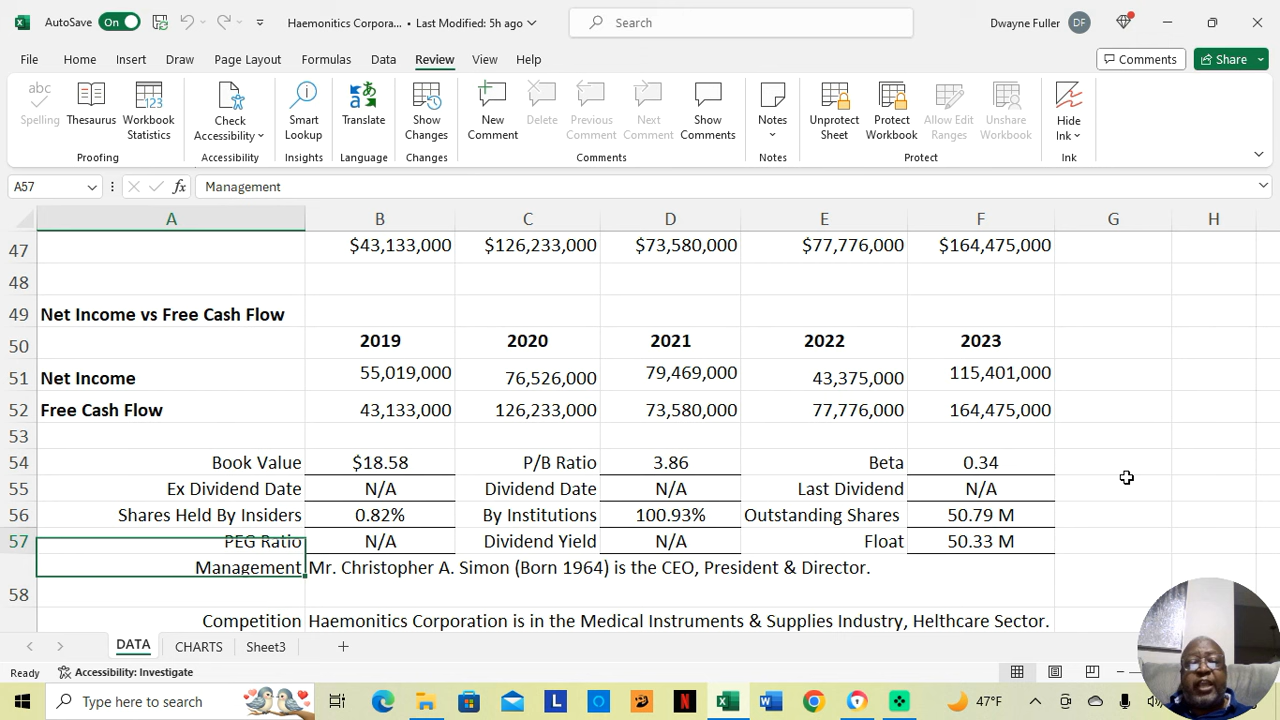 AutoSave On Haemonitics Corpora... • Last Modified: 5h ago Search Dwayne Fuller DF
File Home Insert Draw Page Layout Formulas Data Review View Help Comments Share
abc
123
Spelling Thesaurus Workbook Statistics Check Accessibility Smart Lookup Translate Show Changes New Comment Delete Previous Comment Next Comment Show Comments Notes Unprotect Sheet Protect Workbook Allow Edit Ranges Unshare Workbook Hide Ink
Proofing Accessibility Insights Language Changes Comments Notes Protect Ink
A57 fx Management
A B C D E F G H
47 $43,133,000 $126,233,000 $73,580,000 $77,776,000 $164,475,000
48
49 Net Income vs Free Cash Flow
50 2019 2020 2021 2022 2023
51 Net Income 55,019,000 76,526,000 79,469,000 43,375,000 115,401,000
52 Free Cash Flow 43,133,000 126,233,000 73,580,000 77,776,000 164,475,000
53
54 Book Value $18.58 P/B Ratio 3.86 Beta 0.34
55 Ex Dividend Date N/A Dividend Date N/A Last Dividend N/A
56 Shares Held By Insiders 0.82% By Institutions 100.93% Outstanding Shares 50.79 M
57 PEG Ratio N/A Dividend Yield N/A Float 50.33 M
Management Mr. Christopher A. Simon (Born 1964) is the CEO, President & Director.
58
Competition Haemonitics Corporation is in the Medical Instruments & Supplies Industry, Helthcare Sector.
DATA CHARTS Sheet3
Ready Accessibility: Investigate
Type here to search L N W 47°F